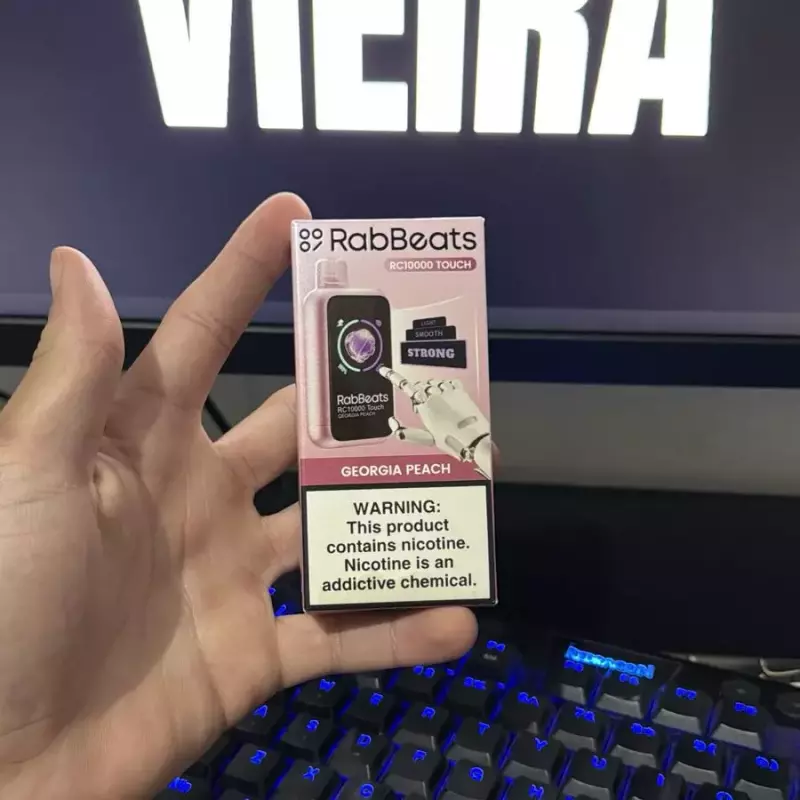 VIEIRA
RabBeats
RC10000 TOUCH
LIGHT
SMOOTH
STRONG
RabBeats
RC10000 Touch
GEORGIA PEACH
GEORGIA PEACH
WARNING:
This product
contains nicotine.
Nicotine is an
addictive chemical.
W
E
R
T
A
S
D
F
G
Z
X
C